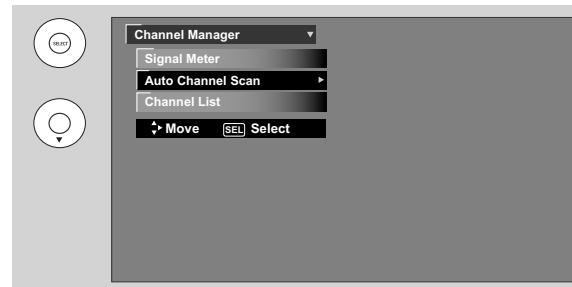 SELECT
Channel Manager
Signal Meter
Auto Channel Scan
Channel List
Move SEL Select